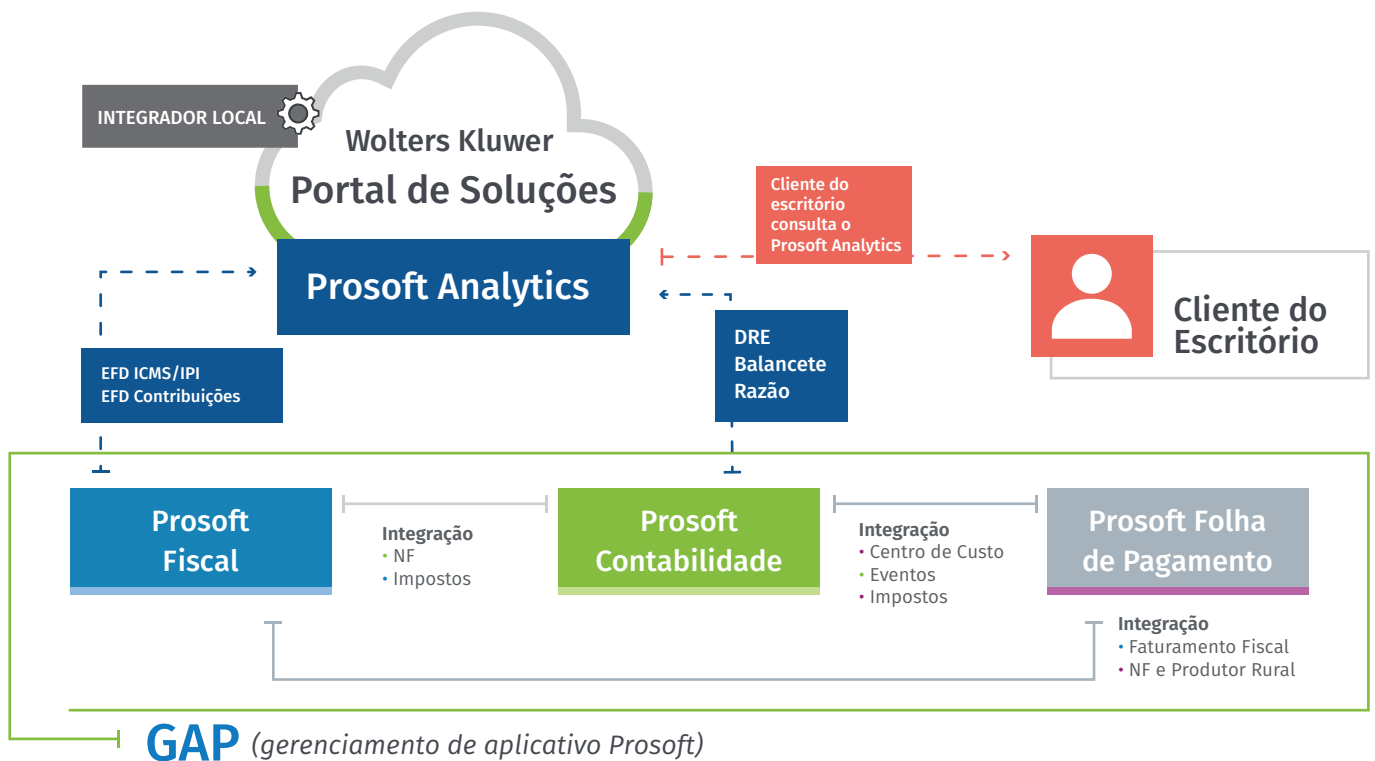 INTEGRADOR LOCAL
Wolters Kluwer
Portal de Soluções
Prosoft Analytics
Cliente do
escritório
consulta o
Prosoft Analytics
Cliente do
Escritório
EFD ICMS/IPI
EFD Contribuições
DRE
Balancete
Razão
Prosoft
Fiscal
Integração
• NF
• Impostos
Prosoft
Contabilidade
Integração
• Centro de Custo
• Eventos
• Impostos
Prosoft Folha
de Pagamento
Integração
• Faturamento Fiscal
• NF e Produtor Rural
GAP (gerenciamento de aplicativo Prosoft)